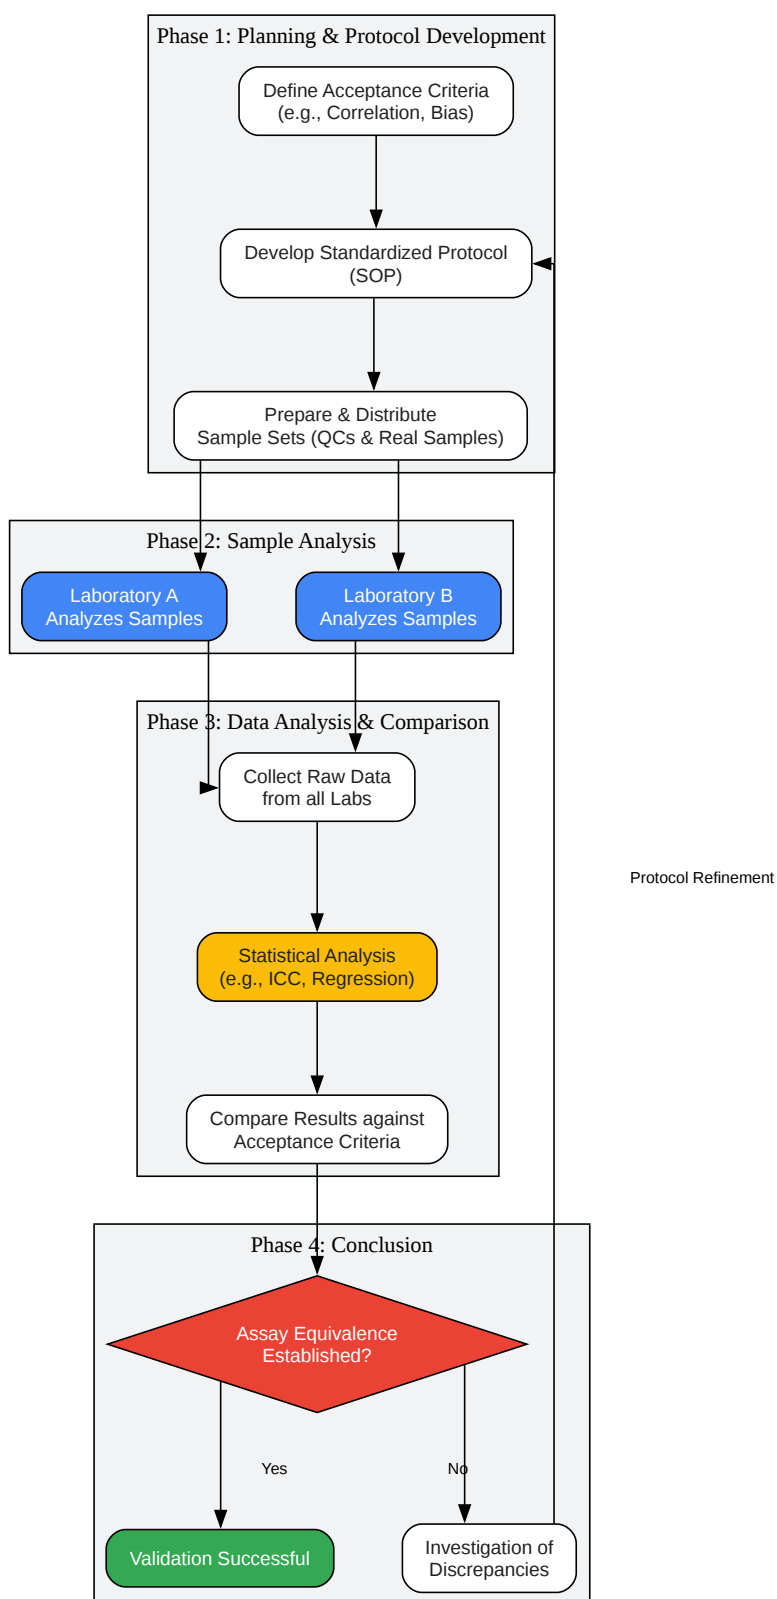 Phase 1: Planning & Protocol Development
Define Acceptance Criteria
(e.g., Correlation, Bias)
Develop Standardized Protocol
(SOP)
Prepare & Distribute
Sample Sets (QCs & Real Samples)
Phase 2: Sample Analysis
Laboratory A
Analyzes Samples
Laboratory B
Analyzes Samples
Phase 3: Data Analysis & Comparison
Collect Raw Data
from all Labs
Protocol Refinement
Statistical Analysis
(e.g., ICC, Regression)
Compare Results against
Acceptance Criteria
Phase 4: Conclusion
Assay Equivalence
Established?
Yes
No
Validation Successful
Investigation of
Discrepancies